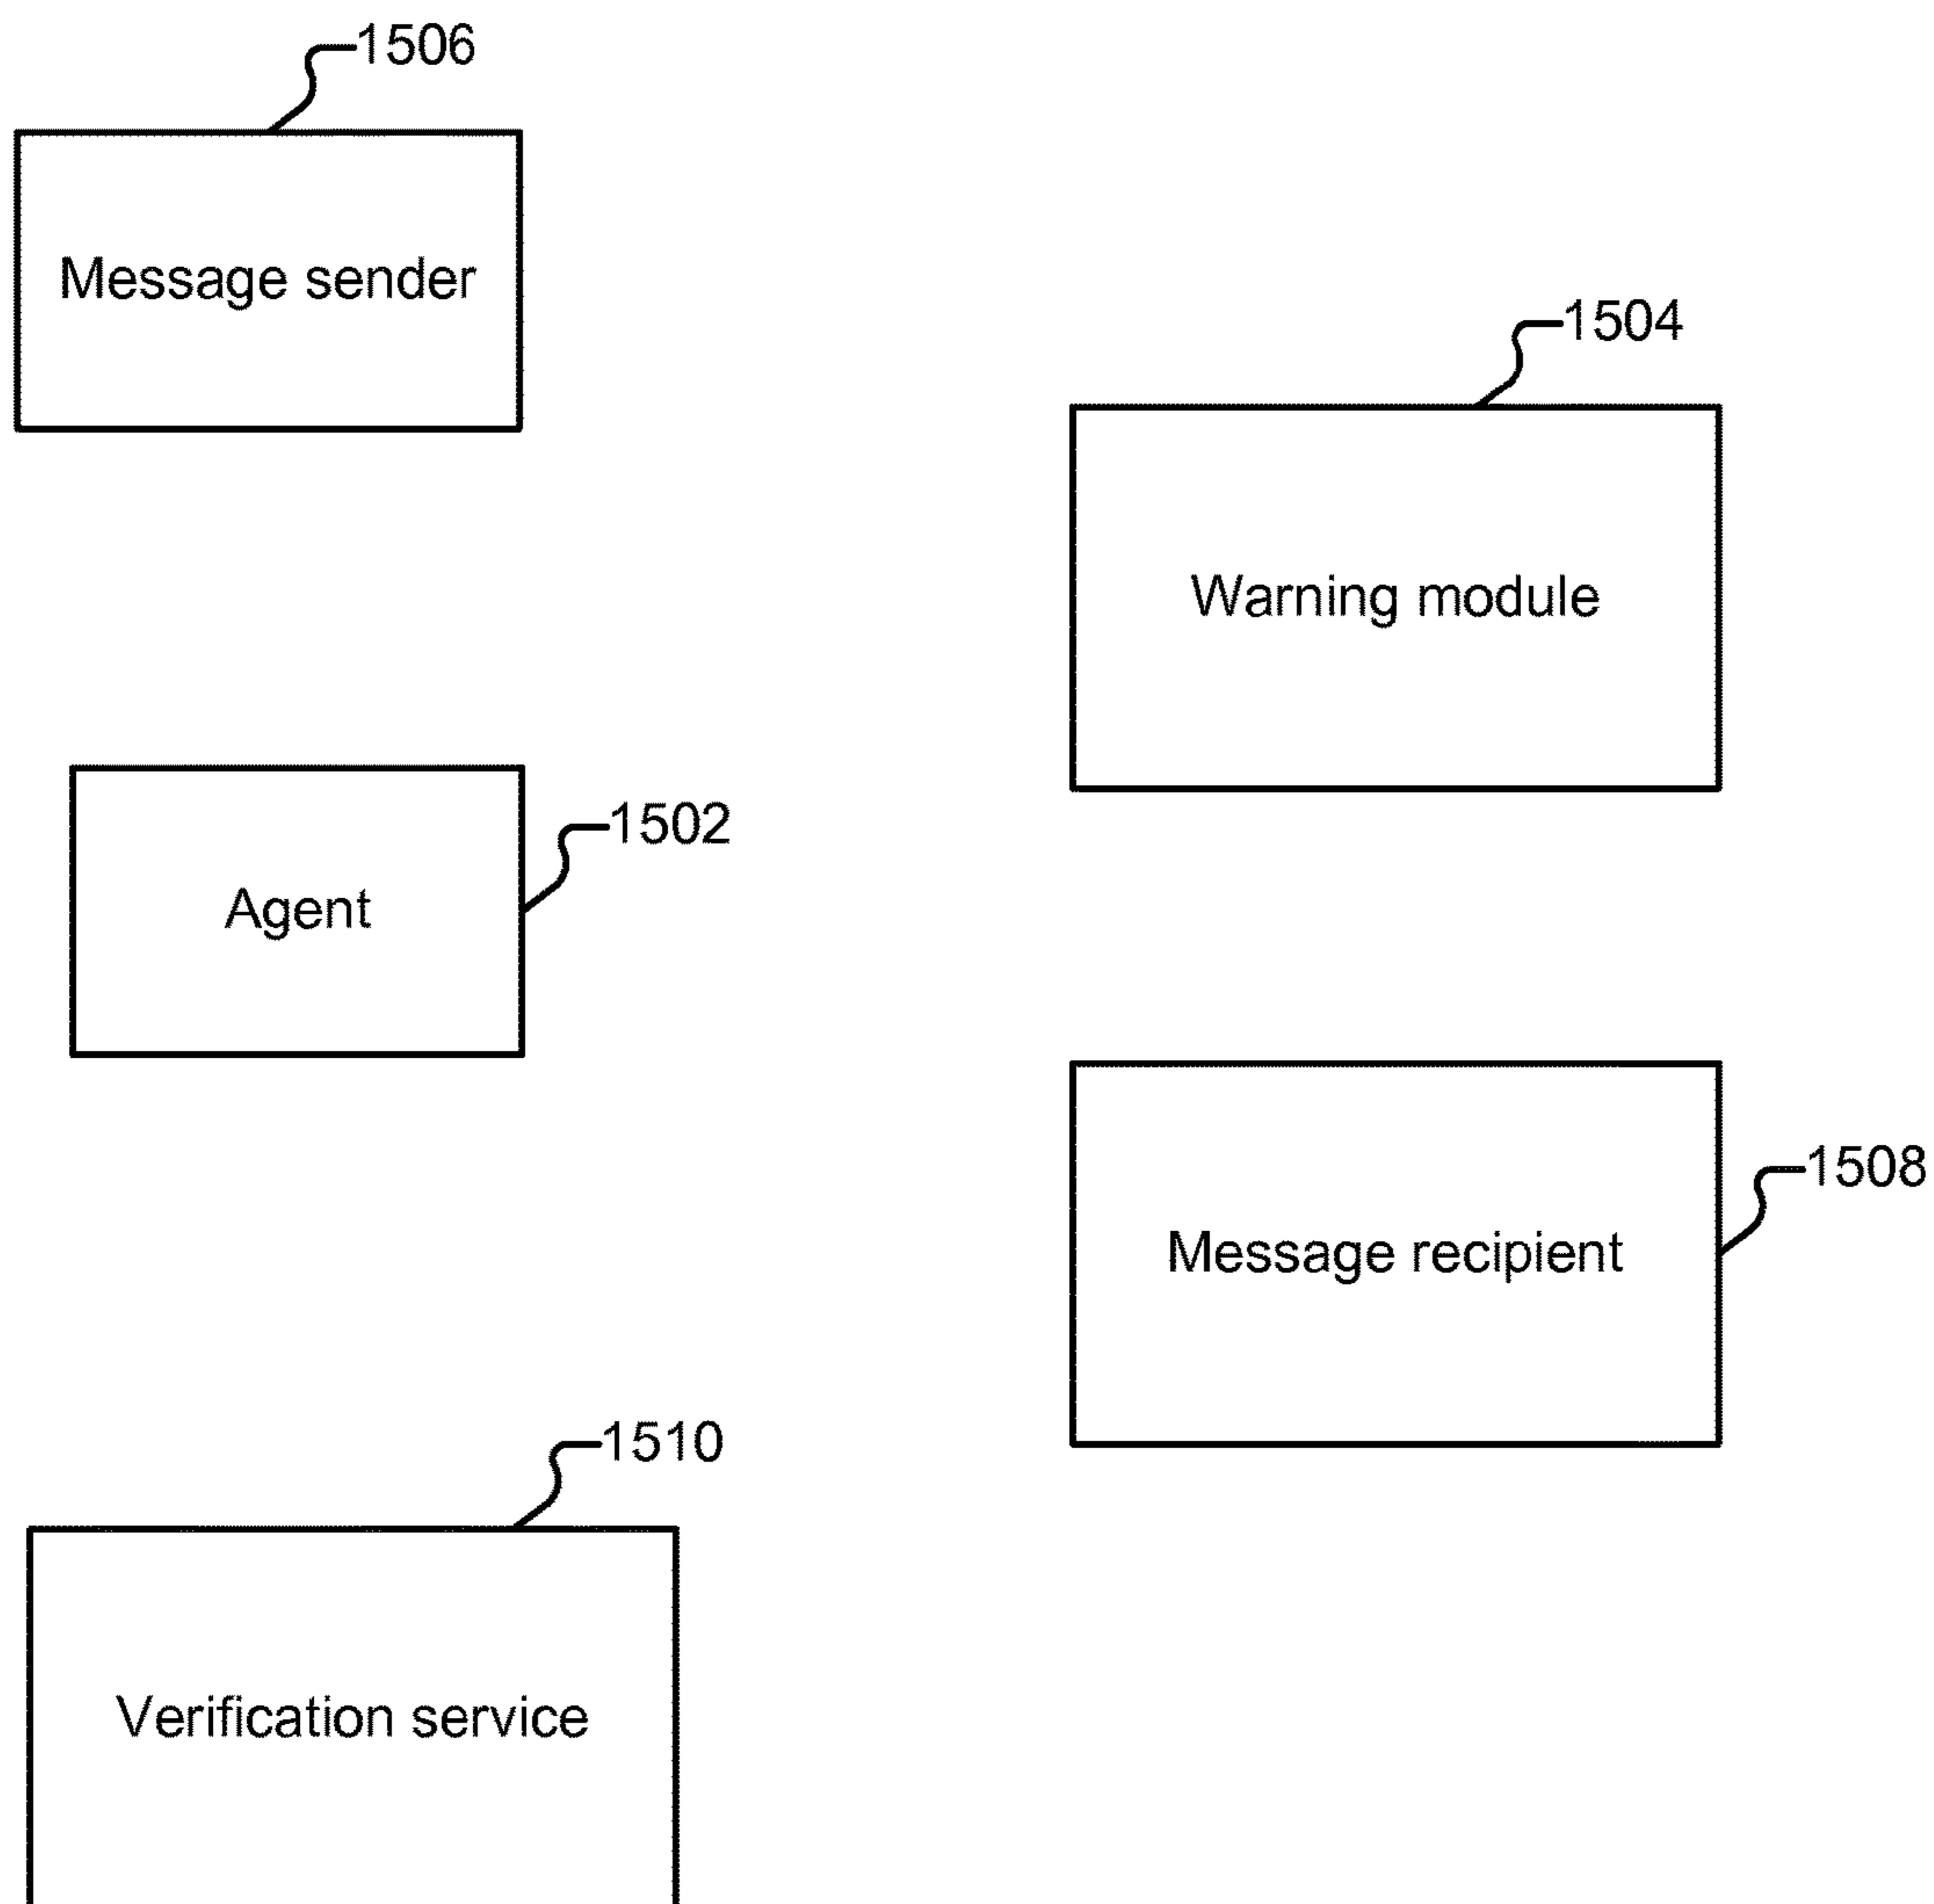 1506
Message sender
1504
Warning module
1502
Agent
1508
Message recipient
1510
Verification service